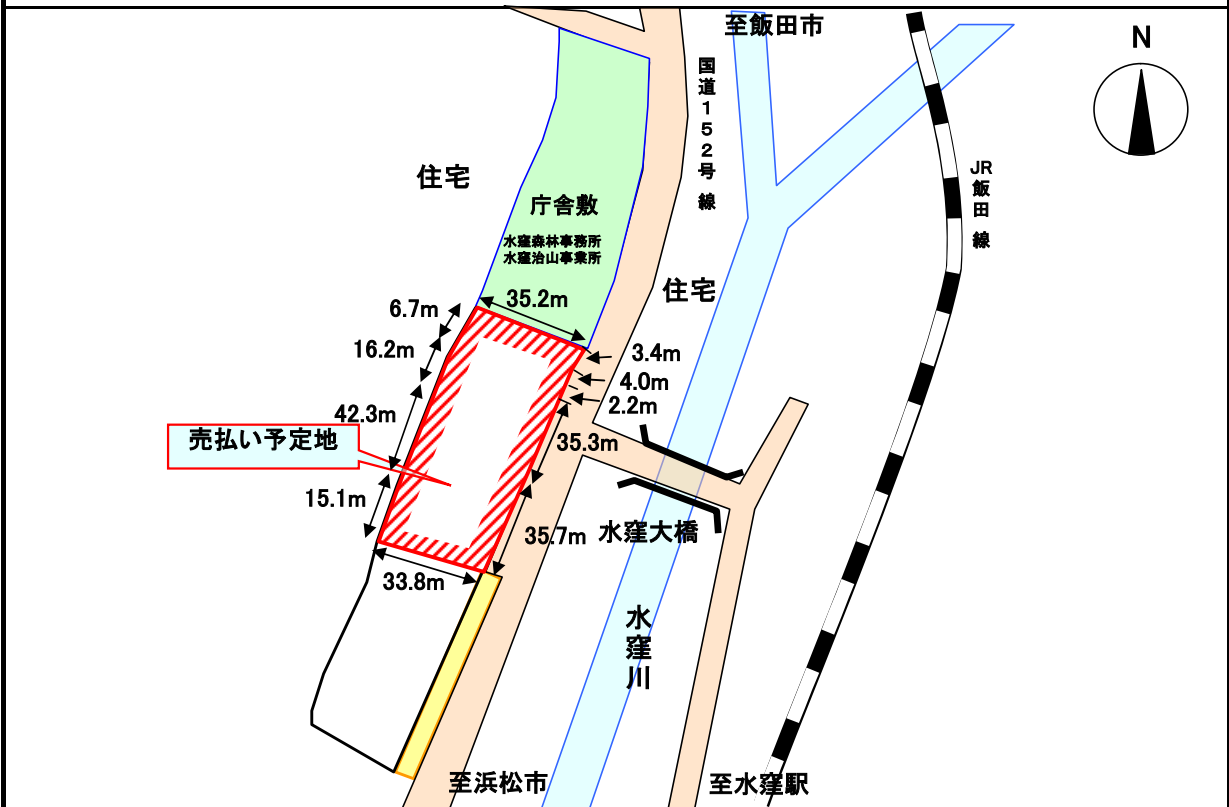 至飯田市
N
国道152号線
JR飯田線
住宅
庁舎敷
水窪森林事務所
水窪治山事業所
住宅
35.2m
6.7m
16.2m
3.4m
4.0m
2.2m
42.3m
売払い予定地
35.3m
15.1m
35.7m
水窪大橋
33.8m
水窪川
至浜松市
至水窪駅